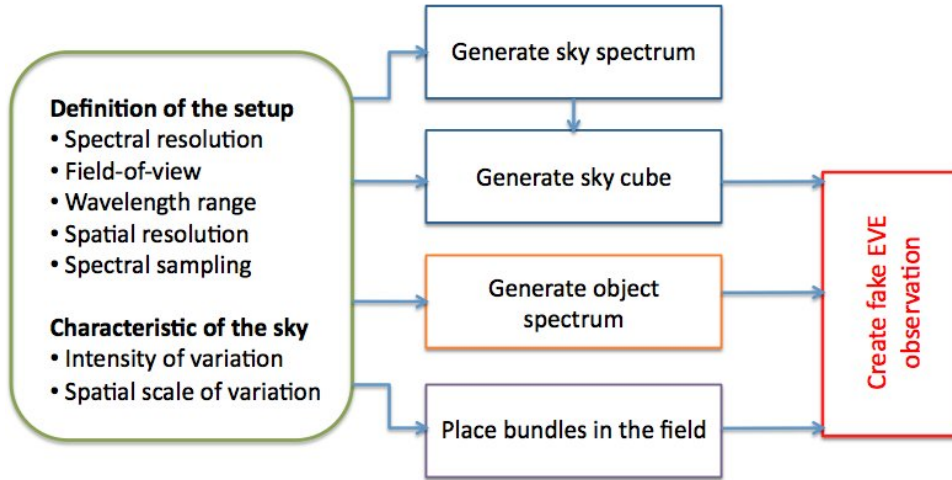 Definition of the setup
• Spectral resolution
• Field-of-view
• Wavelength range
• Spatial resolution
• Spectral sampling
Characteristic of the sky
• Intensity of variation
• Spatial scale of variation
Generate sky spectrum
Generate sky cube
Generate object
spectrum
Place bundles in the field
Create fake EVE
observation